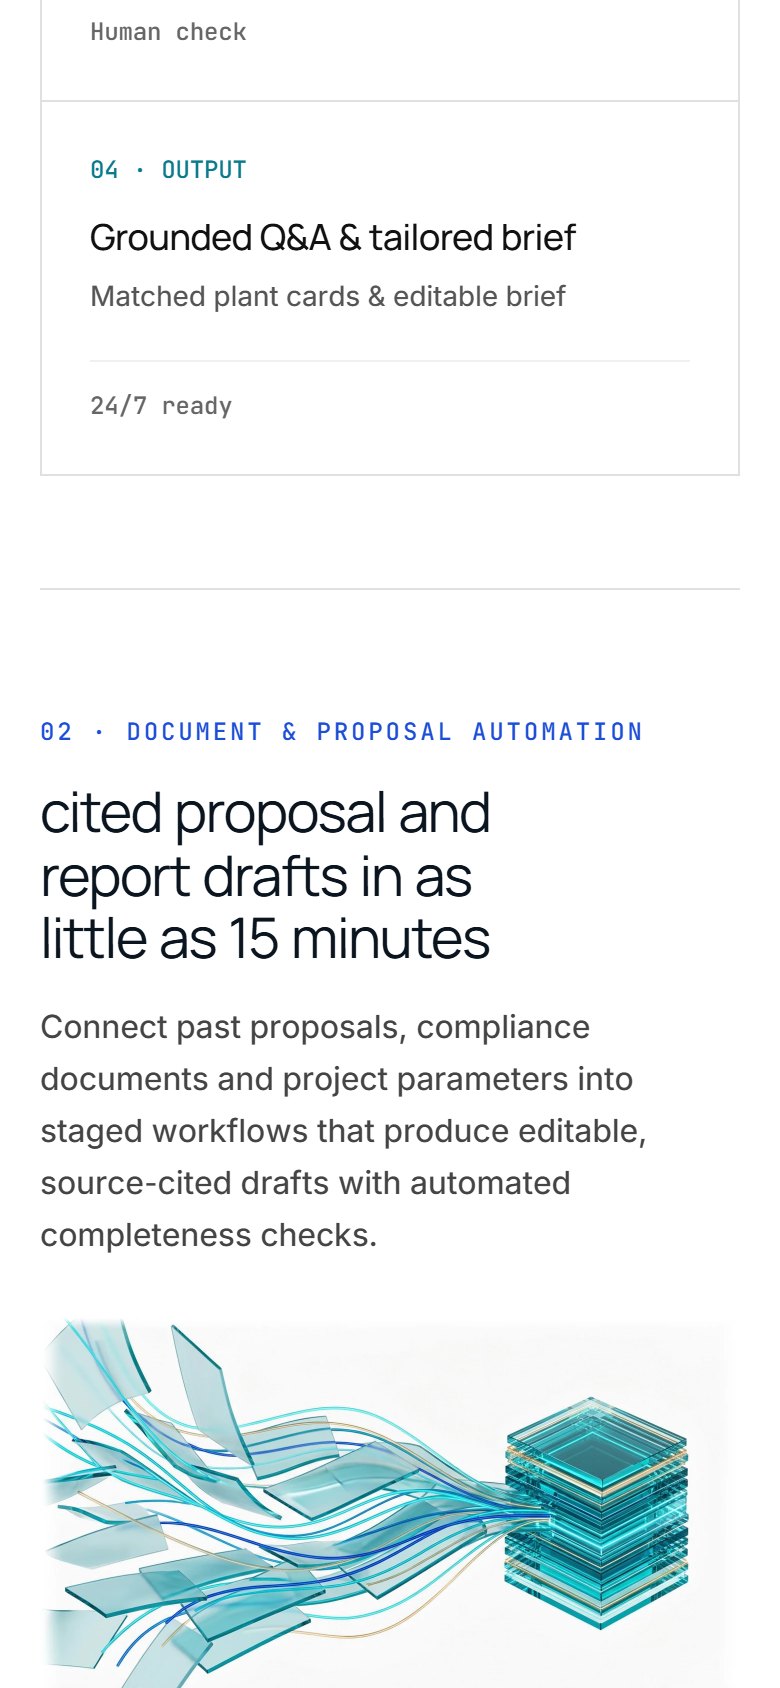 Human check
04 · OUTPUT
Grounded Q&A & tailored brief
Matched plant cards & editable brief
24/7 ready
02 · DOCUMENT & PROPOSAL AUTOMATION
cited proposal and
report drafts in as
little as 15 minutes
Connect past proposals, compliance
documents and project parameters into
staged workflows that produce editable,
source-cited drafts with automated
completeness checks.